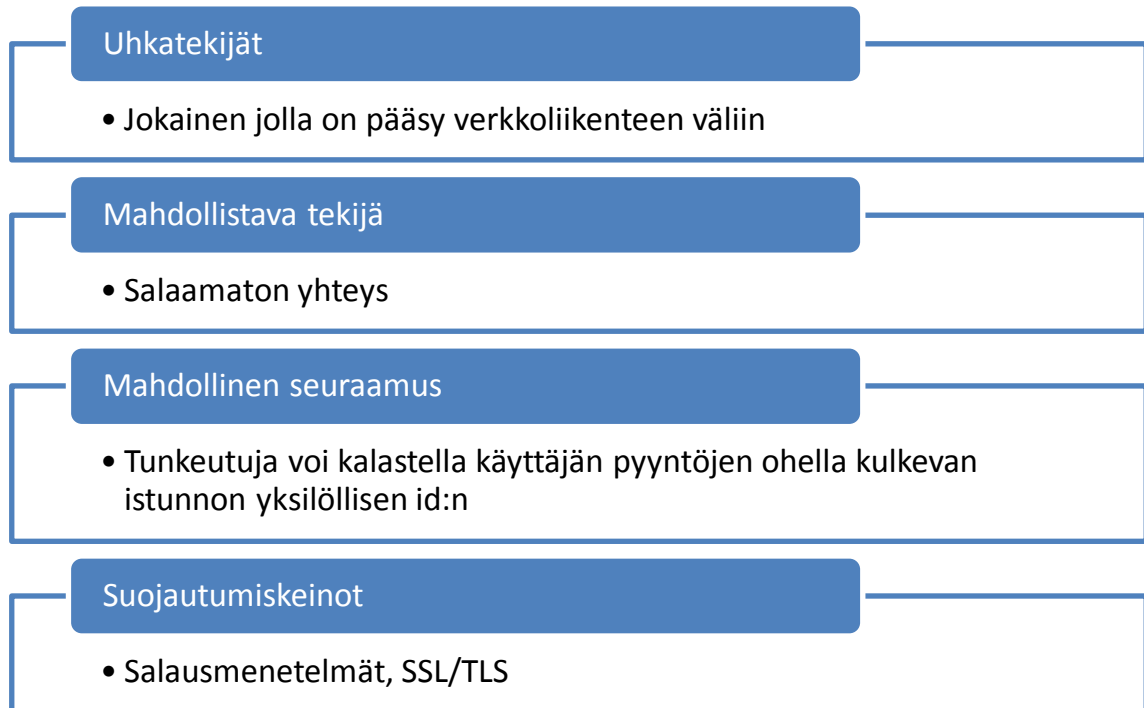 Uhkatekijät
• Jokainen jolla on pääsy verkkoliikenteen väliin
Mahdollistava tekijä
• Salaamaton yhteys
Mahdollinen seuraamus
• Tunkeutuja voi kalastella käyttäjän pyyntöjen ohella kulkevan
istunnon yksilöllisen id:n
Suojautumiskeinot
• Salausmenetelmät, SSL/TLS